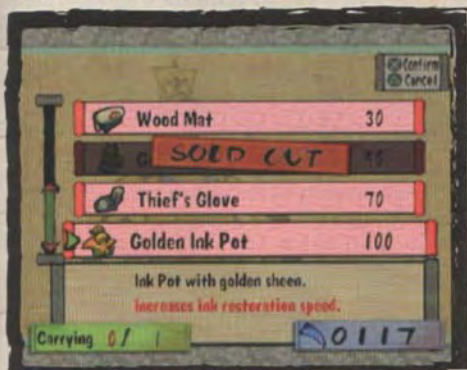 Confirm
Cancel
Wood Mat 30
SOLD OUT
Thief's Glove 70
Golden Ink Pot 100
Ink Pot with golden sheen.
Increases ink restoration speed.
Carrying 0/ 1
0117